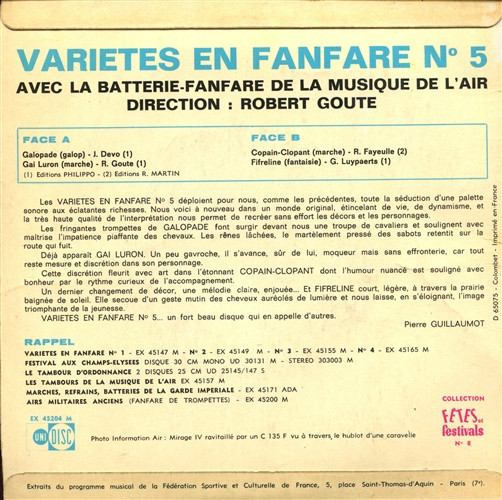 VARIETES EN FANFARE Nº 5
AVEC LA BATTERIE-FANFARE DE LA MUSIQUE DE L'AIR
DIRECTION : ROBERT GOUTE
FACE A
Galopade (galop) - J. Devo (1)
Gai Luron (marche) - R. Goute (1)
(1) Editions PHILIPPO - (2) Editions R. MARTIN
FACE B
Copain-Clopant (marche) - R. Fayeulle (2)
Fifreline (fantaisie) - G. Luypaerts (1)
Les VARIETES EN FANFARE Nº 5 déploient pour nous, comme les précédentes, toute la séduction d'une palette
sonore aux éclatantes richesses. Nous voici à nouveau dans un monde original, étincelant de vie, de dynamisme, et
la très haute qualité de l'interprétation nous permet de recréer sans effort les décors et les personnages.
Les fringantes trompettes de GALOPADE font surgir devant nous une troupe de cavaliers et soulignent avec
maîtrise l'impatience piaffante des chevaux. Les rênes lâchées, le martèlement pressé des sabots retentit sur la
route qui fuit.
Déjà apparaît GAI LURON. Un peu gavroche, il s'avance, sûr de lui, moqueur mais sans effronterie, car tout
reste mesure et discrétion dans son personnage.
Cette discrétion fleurit avec art dans l'étonnant COPAIN-CLOPANT dont l'humour nuancé est souligné avec
bonheur par le rythme curieux de l'accompagnement.
Un dernier changement de décor, une mélodie claire, enjouée... Et FIFRELINE court, légère, à travers la prairie
baignée de soleil. Elle secoue d'un geste mutin des cheveux auréolés de lumière et nous laisse, en s'éloignant, l'image
triomphante de la jeunesse.
VARIETES EN FANFARE Nº 5... un fort beau disque qui en appelle d'autres.
Pierre GUILLAUMOT
RAPPEL
VARIETES EN FANFARE Nº 1 - EX 45147 M - Nº 2 - EX 45149 M - Nº 3 - EX 45155 M - Nº 4 - EX 45165 M
FESTIVAL AUX CHAMPS-ELYSEES DISQUE 30 CM MONO UD 30131 M - STEREO 303003 M
LE TAMBOUR D'ORDONNANCE 2 DISQUES 25 CM UD 25145/147 S
LES TAMBOURS DE LA MUSIQUE DE L'AIR EX 45157 M
MARCHES, REFRAINS, BATTERIES DE LA GARDE IMPERIALE - EX 45171 ADA
AIRS MILITAIRES ANCIENS (FANFARE DE TROMPETTES) - EX 45200 M
EX 45204 M
UNI DISC
Photo Information Air : Mirage IV ravitaillé par un C 135 F vu à travers le hublot d'une caravelle
COLLECTION
FÊTES et
festivals
Nº 8
D 65075 - Colombet - Imprimé en France
Extraits du programme musical de la Fédération Sportive et Culturelle de France, 5, place Saint-Thomas-d'Aquin - Paris (7e).